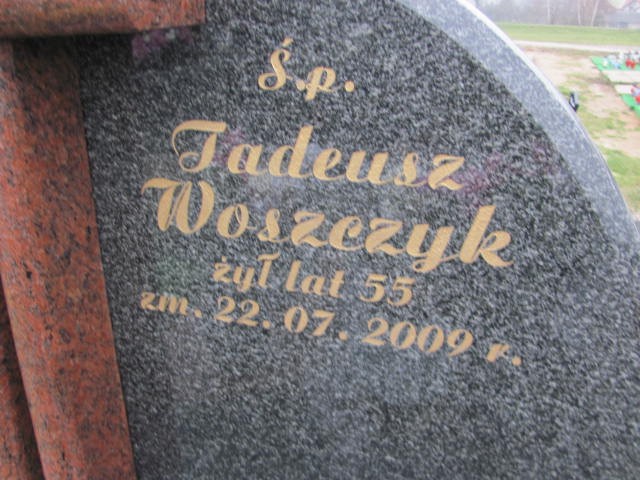 Ś.p.
Tadeusz
Woszczyk
żył lat 55
zm. 22. 07. 2009 r.